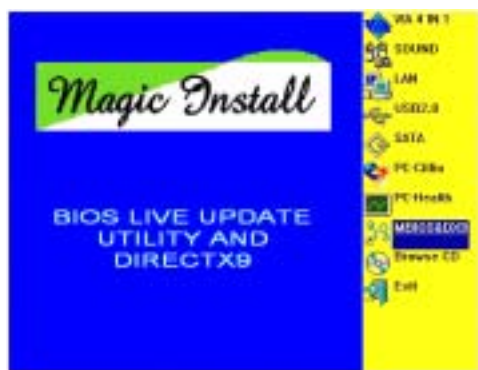 Magic Install
BIOS LIVE UPDATE
UTILITY AND
DIRECTX9
VIA 4 IN 1
SOUND
LAN
USB2.0
SATA
PC-Cillin
PC-Health
Browse CD
Exit